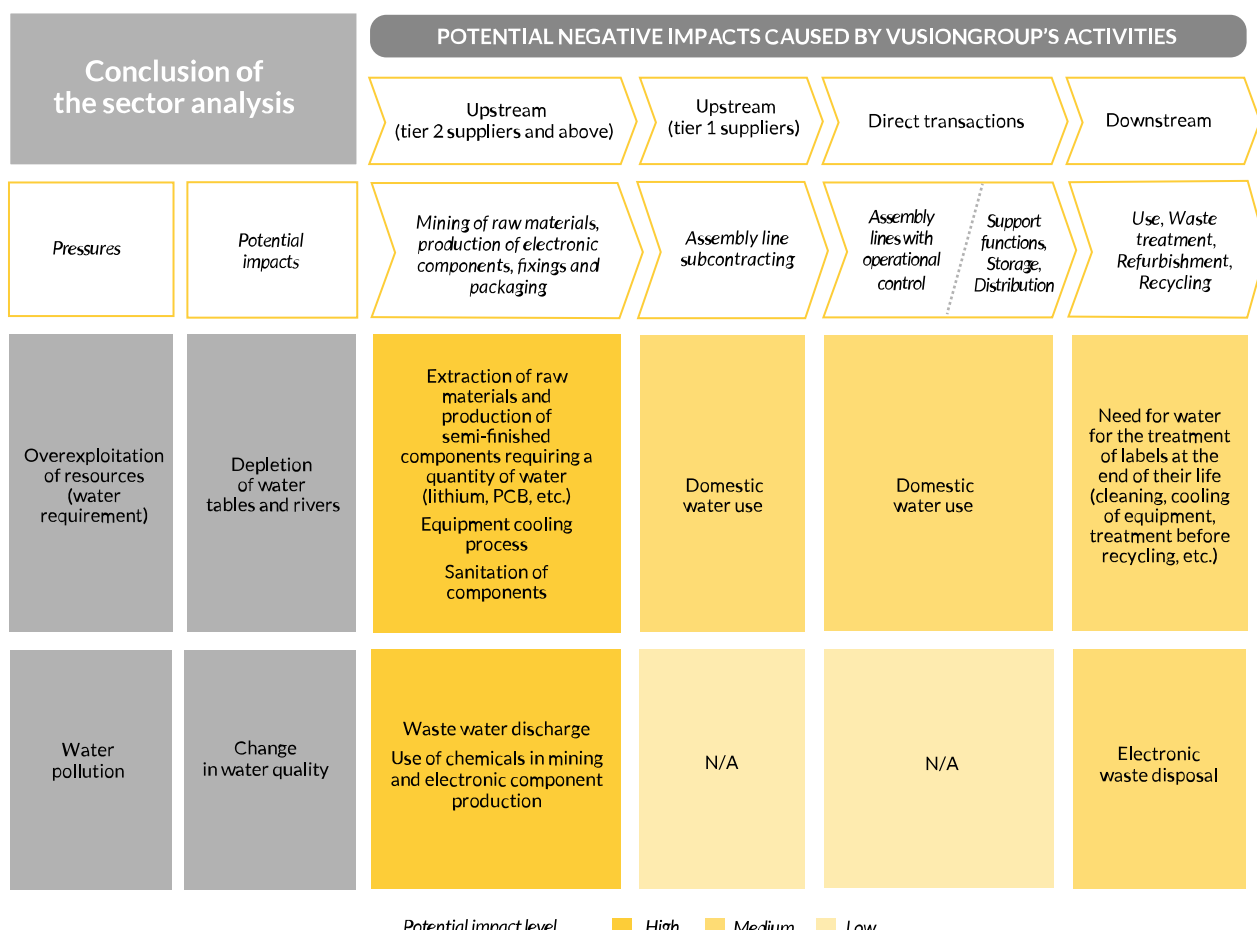 Conclusion of
the sector analysis
POTENTIAL NEGATIVE IMPACTS CAUSED BY VUSIONGROUP'S ACTIVITIES
Upstream
(tier 2 suppliers and above)
Upstream
(tier 1 suppliers)
Direct transactions
Downstream
Pressures
Potential
impacts
Mining of raw materials,
production of electronic
components, fixings and
packaging
Assembly line
subcontracting
Assembly
lines with
operational
control
Support
functions,
Storage,
Distribution
Use, Waste
treatment,
Refurbishment,
Recycling
Overexploitation
of resources
(water
requirement)
Depletion
of water
tables and rivers
Extraction of raw
materials and
production of
semi-finished
components requiring a
quantity of water
(lithium, PCB, etc.)
Equipment cooling
process
Sanitation of
components
Domestic
water use
Domestic
water use
Need for water
for the treatment
of labels at the
end of their life
(cleaning, cooling
of equipment,
treatment before
recycling, etc.)
Water
pollution
Change
in water quality
Waste water discharge
Use of chemicals in mining
and electronic component
production
N/A
N/A
Electronic
waste disposal
Potential impact level
High
Medium
Low